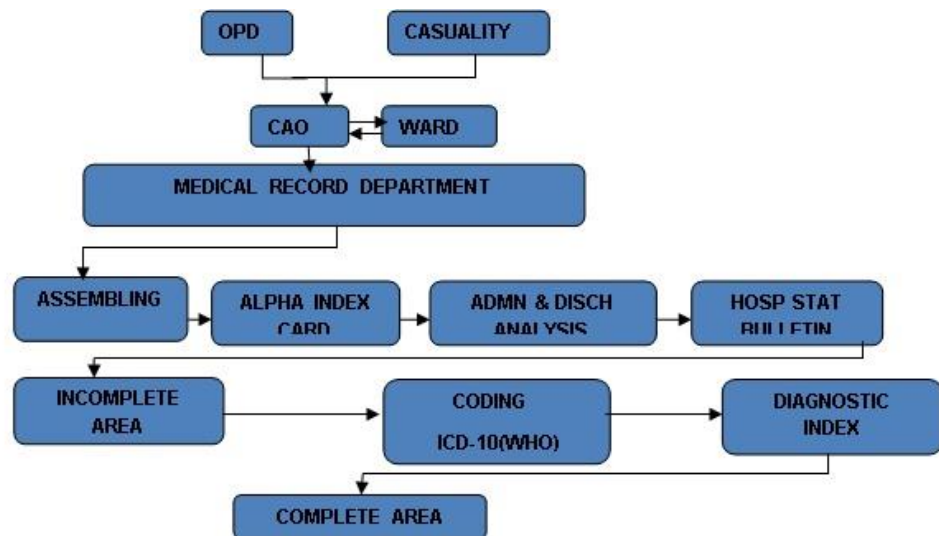 OPD
CASUALITY
CAO
WARD
MEDICAL RECORD DEPARTMENT
ASSEMBLING
ALPHA INDEX
CARD
ADMN & DISCH
ANALYSIS
HOSP STAT
BULLETIN
INCOMPLETE
AREA
CODING
ICD-10(WHO)
DIAGNOSTIC
INDEX
COMPLETE AREA